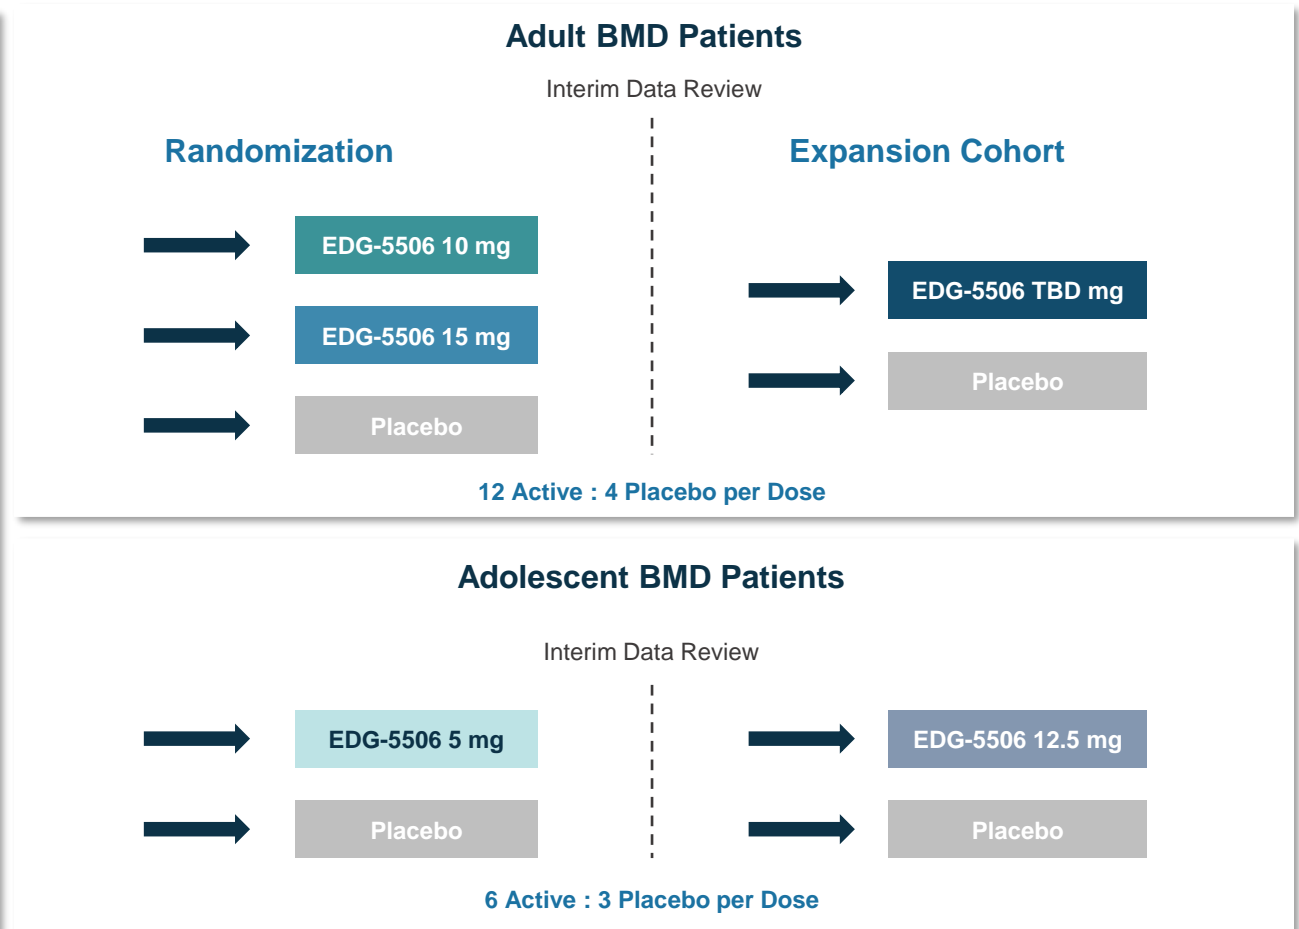 Adult BMD Patients
Interim Data Review
Randomization
Expansion Cohort
EDG-5506 10 mg
EDG-5506 15 mg
Placebo
EDG-5506 TBD mg
Placebo
12 Active : 4 Placebo per Dose
Adolescent BMD Patients
Interim Data Review
EDG-5506 5 mg
Placebo
EDG-5506 12.5 mg
Placebo
6 Active : 3 Placebo per Dose